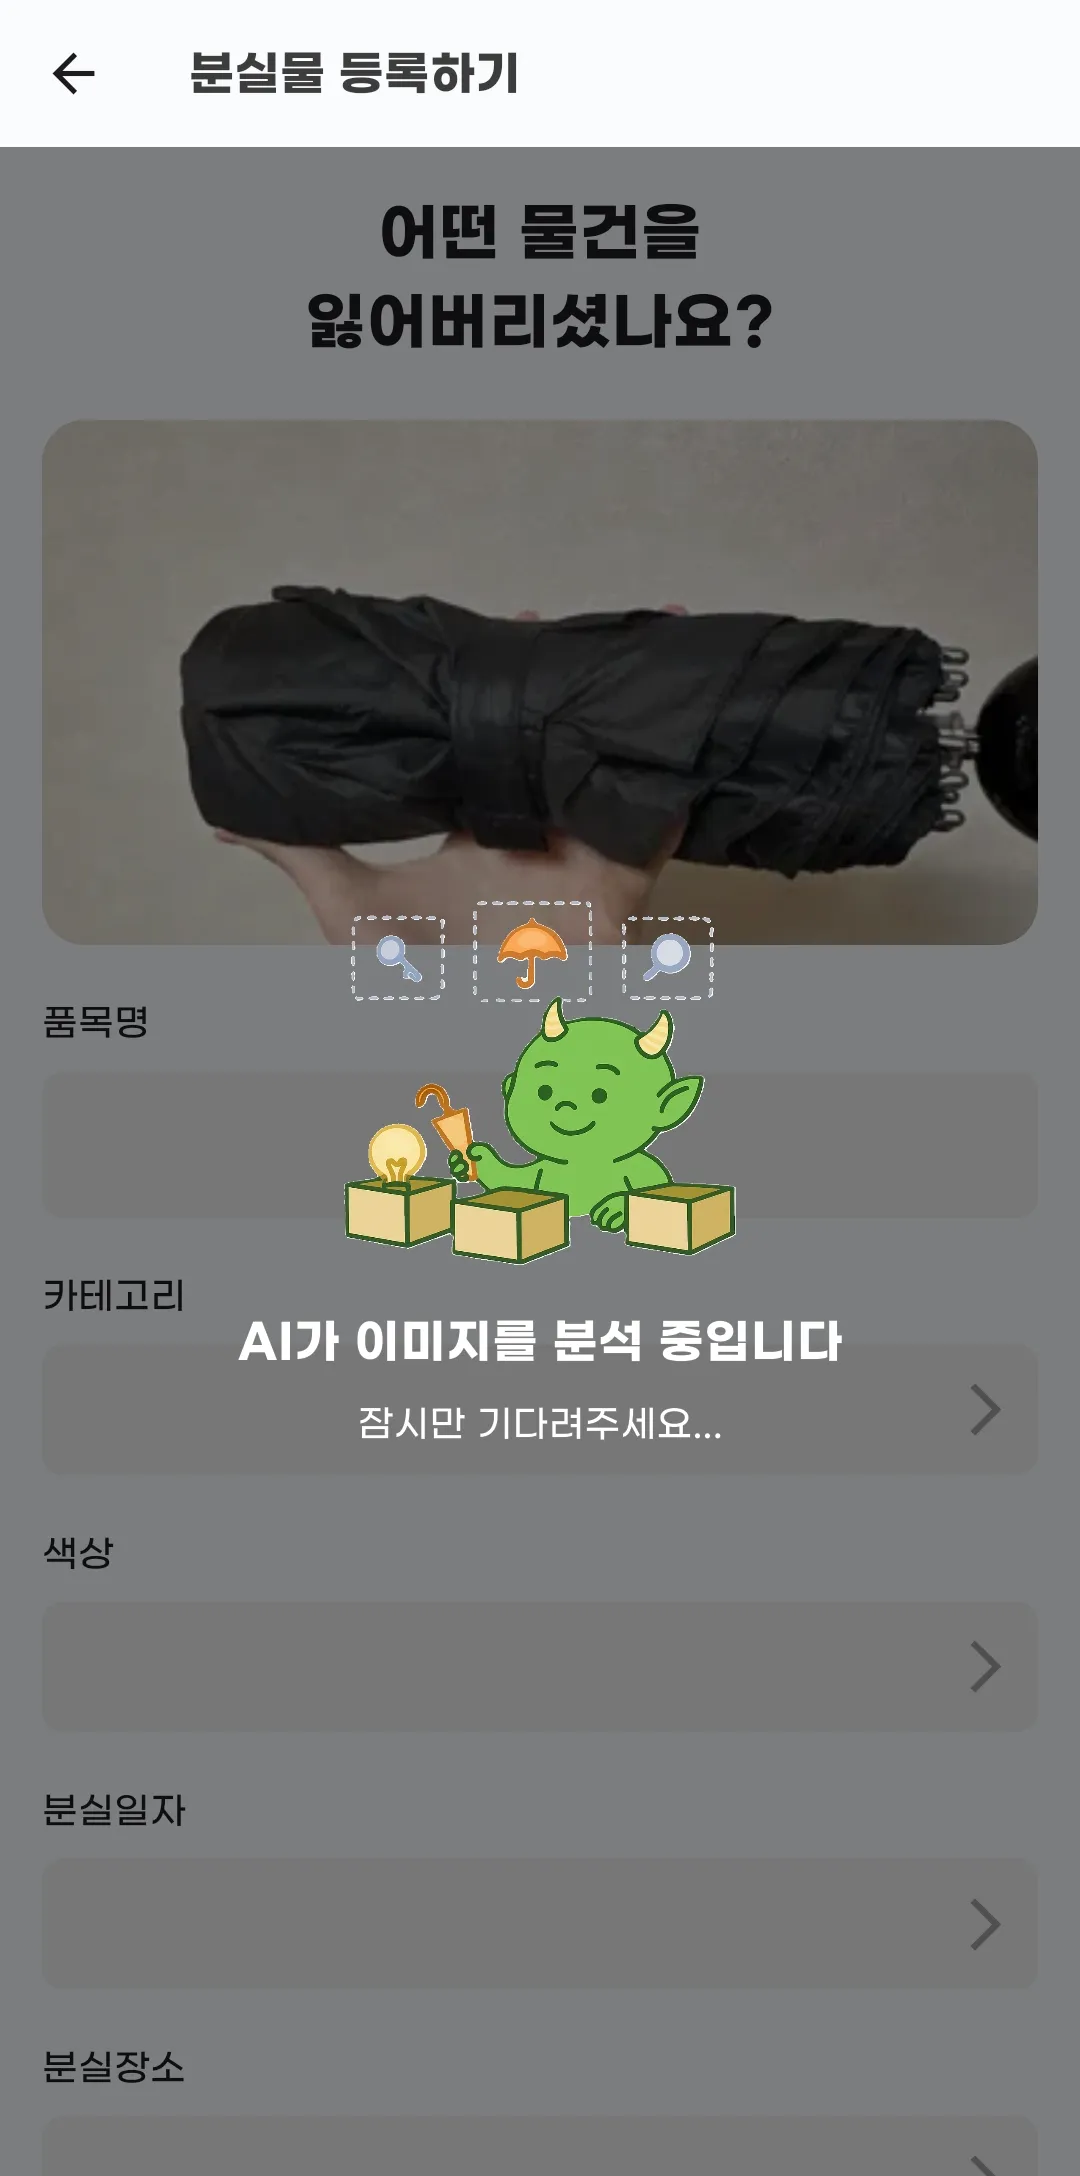 분실물 등록하기
어떤 물건을
잃어버리셨나요?
품목명
카테고리
AI가 이미지를 분석 중입니다
잠시만 기다려주세요...
색상
분실일자
분실장소